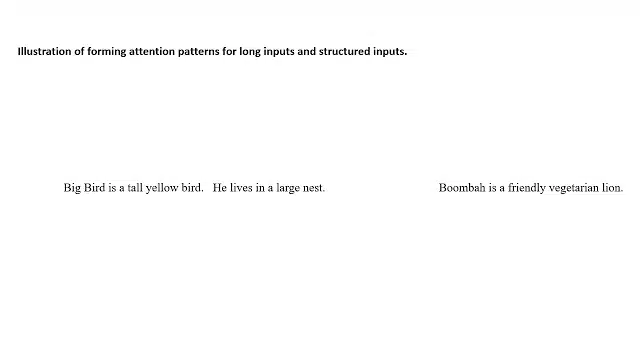 Illustration of forming attention patterns for long inputs and structured inputs.
Big Bird is a tall yellow bird. He lives in a large nest. Boombah is a friendly vegetarian lion.